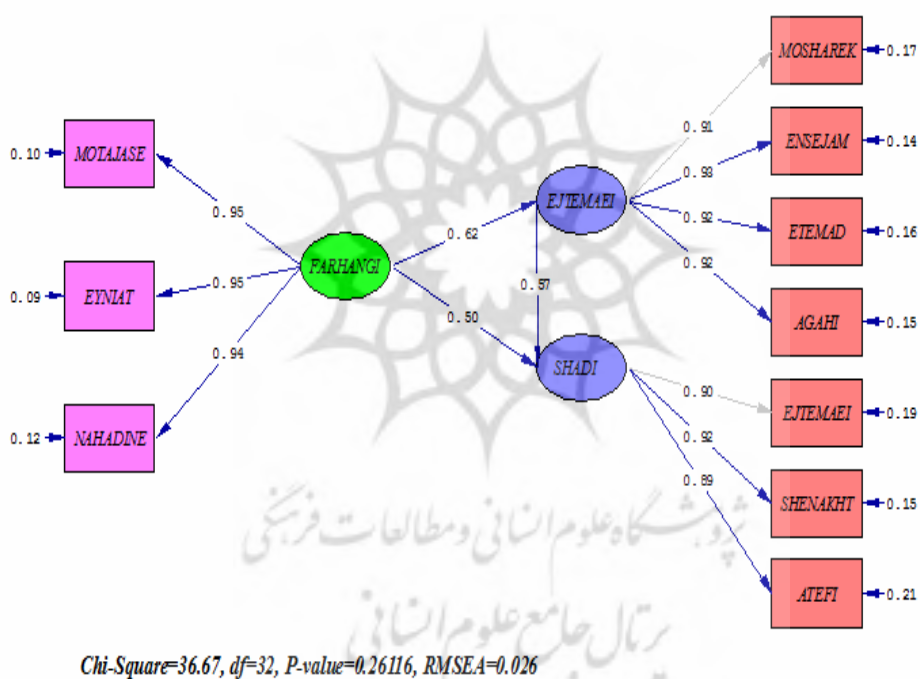 MOSHAREK
0.17
0.91
ENSEJAM
0.14
0.10
MOTAJASE
0.93
EJTEMAEI
0.95
0.62
0.92
ETEMAD
0.16
FARHANGI
0.92
0.09
EYNIAT
0.95
0.57
0.50
AGAHI
0.15
0.94
SHADI
0.90
EJTEMAEI
0.19
0.12
NAHADINE
0.92
0.89
SHENAKHT
0.15
پژوهشگاه علوم انسانی و مطالعات فرهنگی
ATEFI
0.21
پرتال جامع علوم انسانی
Chi-Square=36.67, df=32, P-value=0.26116, RMSEA=0.026